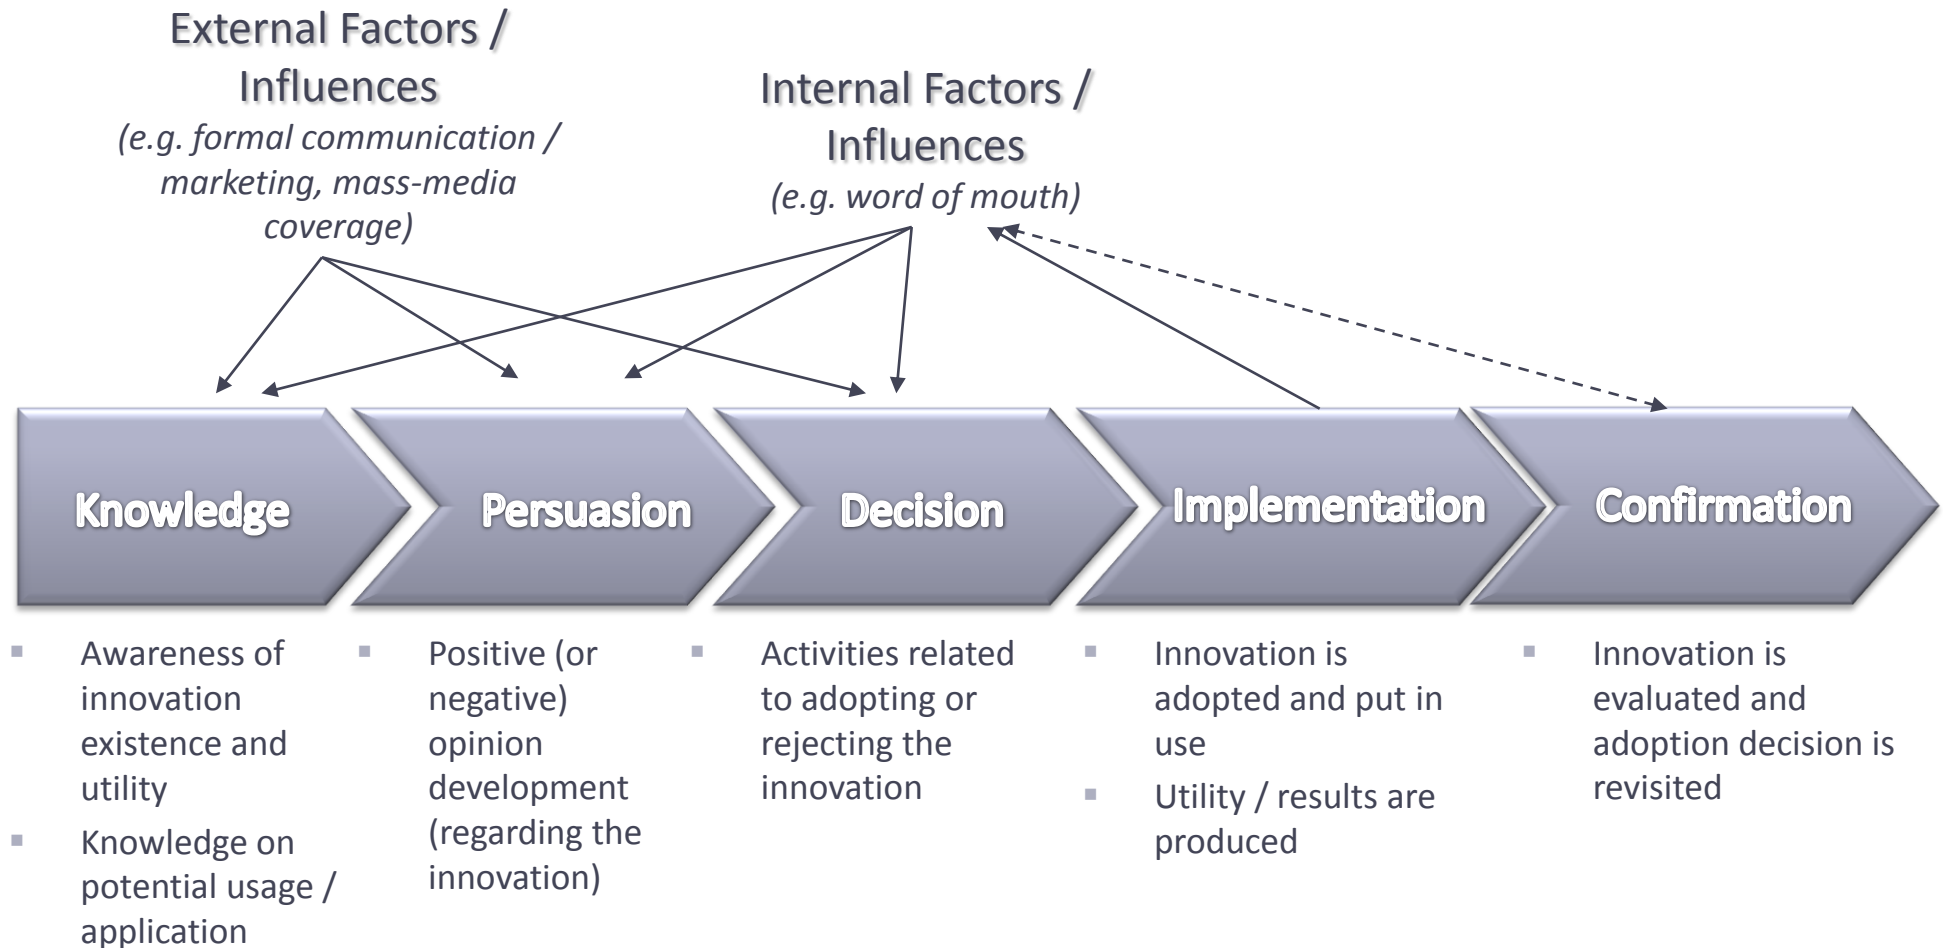 External Factors /
Influences
(e.g. formal communication /
marketing, mass-media
coverage)
Internal Factors /
Influences
(e.g. word of mouth)
Knowledge
Persuasion
Decision
Implementation
Confirmation
▪ Awareness of
innovation
existence and
utility
▪ Knowledge on
potential usage /
application
▪ Positive (or
negative)
opinion
development
(regarding the
innovation)
▪ Activities related
to adopting or
rejecting the
innovation
▪ Innovation is
adopted and put in
use
▪ Utility / results are
produced
▪ Innovation is
evaluated and
adoption decision is
revisited